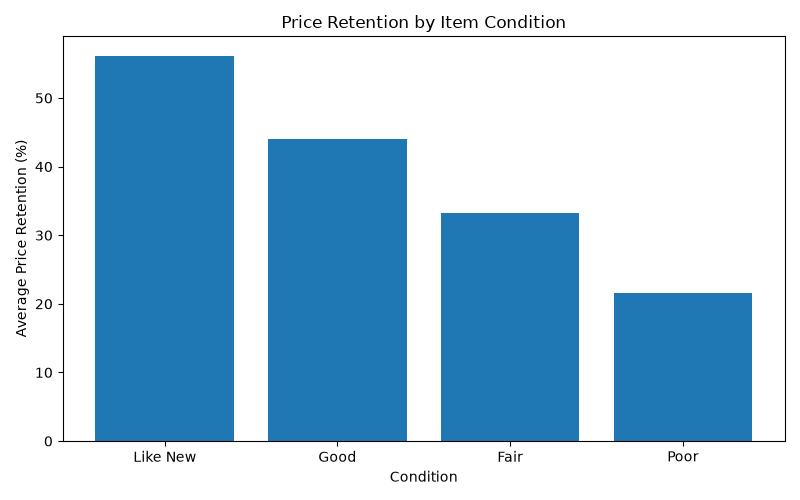 Price Retention by Item Condition
Average Price Retention (%)
50
40
30
20
10
0
Like New
Good
Fair
Poor
Condition